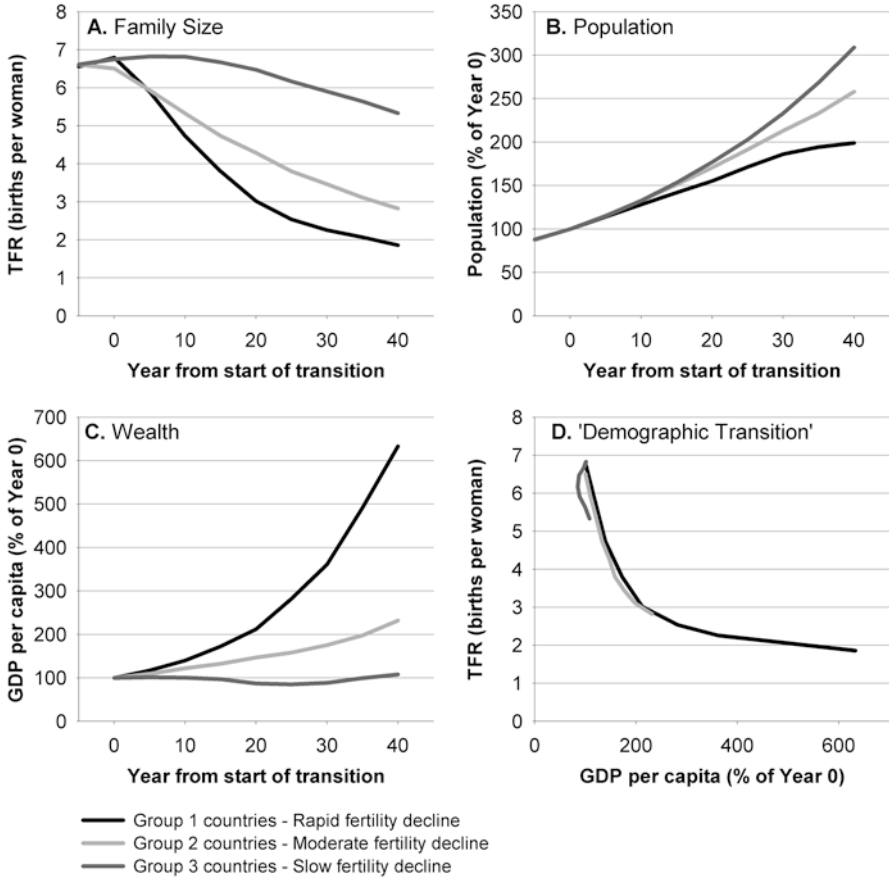 A. Family Size
8
7
6
5
4
3
2
1
0
TFR (births per woman)
0 10 20 30 40
Year from start of transition
B. Population
350
300
250
200
150
100
50
0
Population (% of Year 0)
0 10 20 30 40
Year from start of transition
C. Wealth
700
600
500
400
300
200
100
0
GDP per capita (% of Year 0)
0 10 20 30 40
Year from start of transition
D. 'Demographic Transition'
8
7
6
5
4
3
2
1
0
TFR (births per woman)
0 200 400 600
GDP per capita (% of Year 0)
Group 1 countries - Rapid fertility decline
Group 2 countries - Moderate fertility decline
Group 3 countries - Slow fertility decline